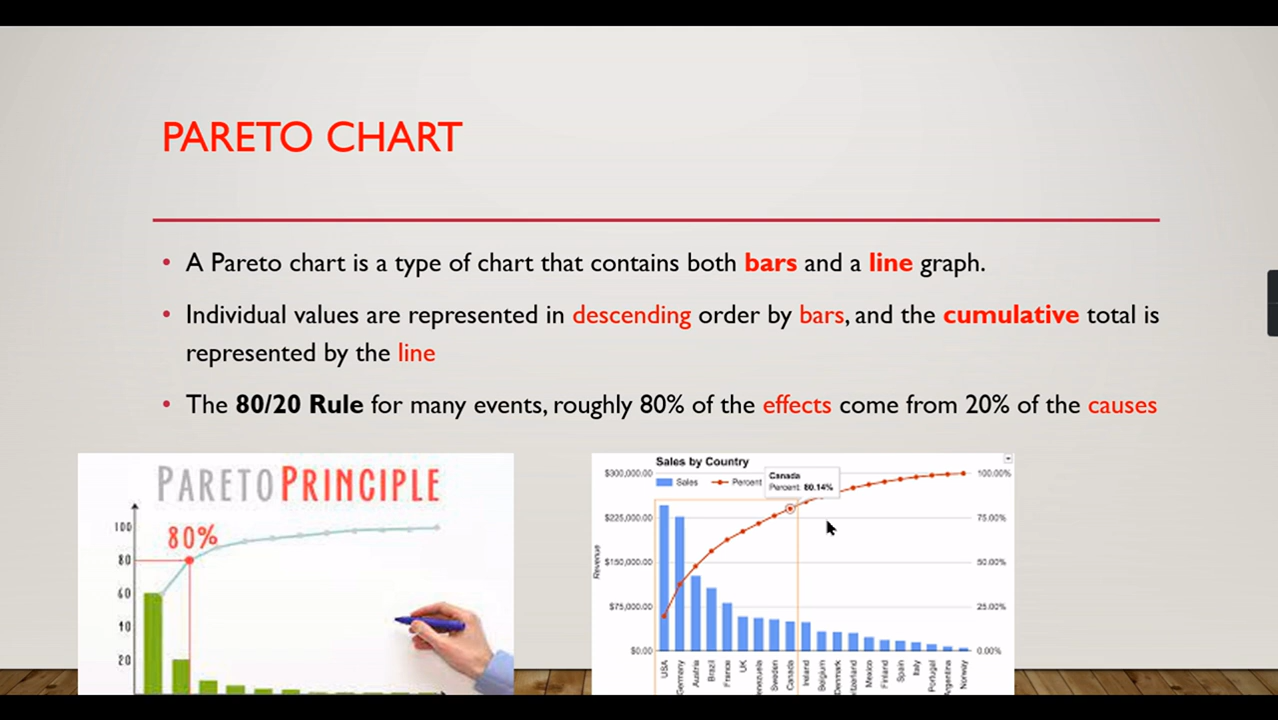 PARETO CHART
• A Pareto chart is a type of chart that contains both bars and a line graph.
• Individual values are represented in descending order by bars, and the cumulative total is
represented by the line
• The 80/20 Rule for many events, roughly 80% of the effects come from 20% of the causes
PARETO PRINCIPLE
100
80%
80
60
20
Sales by Country
Sales
Percent
Canada
Percent: 80.14%
$300,000.00
$225,000.00
$150,000.00
$75,000.00
$0.00
Revenue
100.00%
75.00%
50.00%
25.00%
0.00%
USA
Germany
Austria
Brazil
France
UK
enezuela
Sweden
Canada
Ireland
Belgium
Denmark
vitzerland
Mexico
Finland
Spain
Italy
Portugal
Argentina
Norway